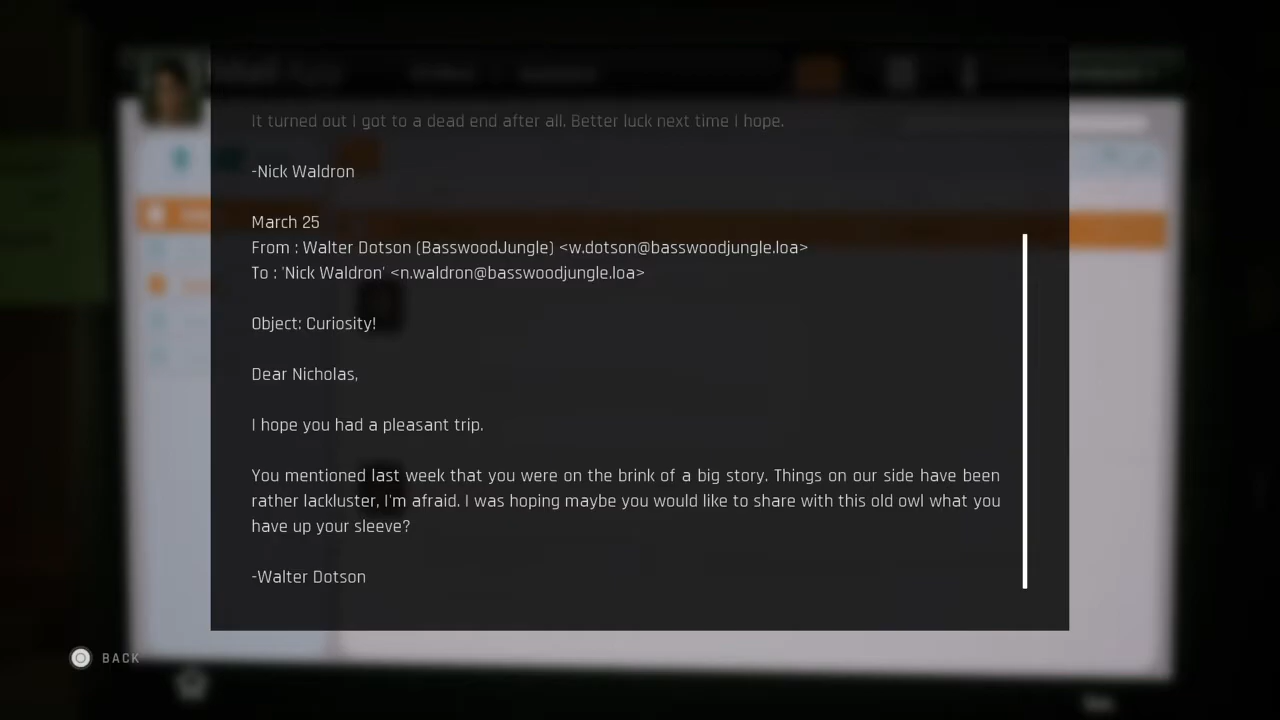 It turned out I got to a dead end after all. Better luck next time I hope.
-Nick Waldron
March 25
From : Walter Dotson (BasswoodJungle) <w.dotson@basswoodjungle.loa>
To : 'Nick Waldron' <n.waldron@basswoodjungle.loa>
Object: Curiosity!
Dear Nicholas,
I hope you had a pleasant trip.
You mentioned last week that you were on the brink of a big story. Things on our side have been
rather lackluster, I'm afraid. I was hoping maybe you would like to share with this old owl what you
have up your sleeve?
-Walter Dotson
BACK